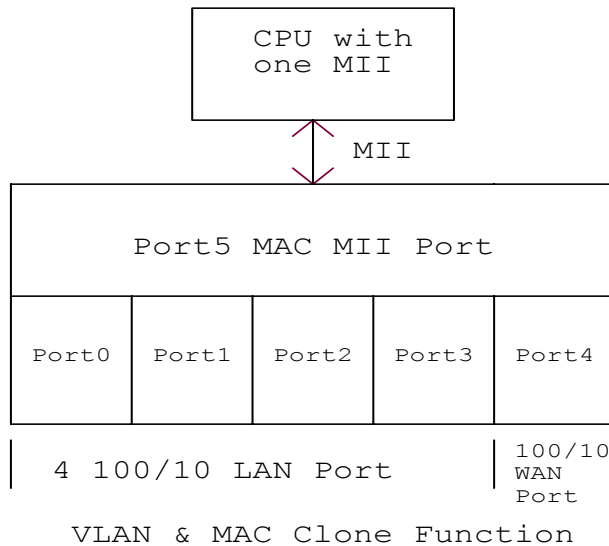 CPU with
one MII
MII
Port5 MAC MII Port
Port0 Port1 Port2 Port3 Port4
4 100/10 LAN Port
100/10
WAN
Port
VLAN & MAC Clone Function